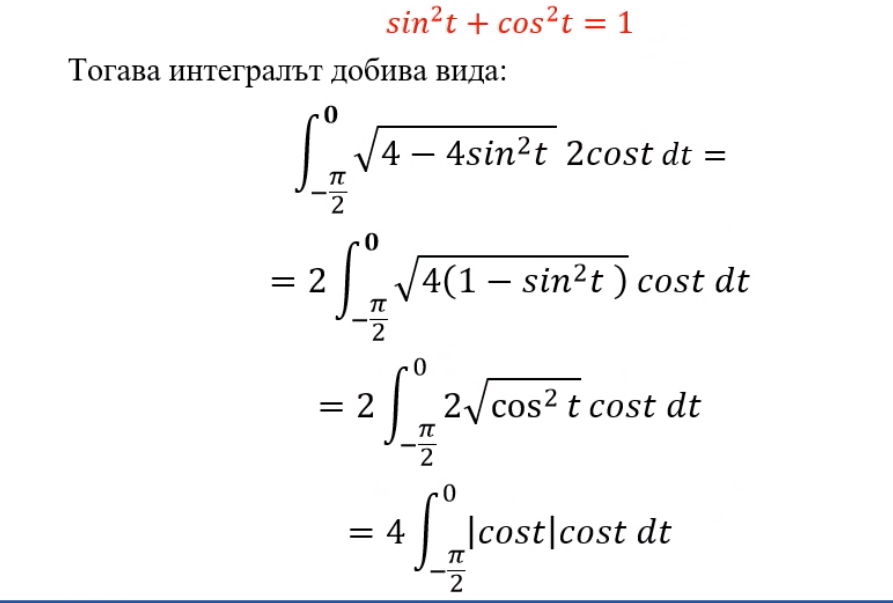 sin²t + cos²t = 1
Тогава интегралът добива вида:
∫_{-π/2}^{0} √(4 − 4sin²t) 2cost dt =
= 2 ∫_{-π/2}^{0} √(4(1 − sin²t )) cost dt
= 2 ∫_{-π/2}^{0} 2√(cos² t) cost dt
= 4 ∫_{-π/2}^{0} |cost|cost dt